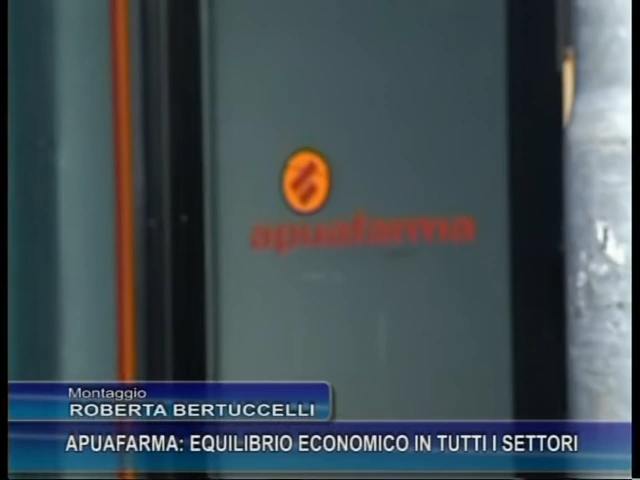 apuafarma
Montaggio
ROBERTA BERTUCCELLI
APUAFARMA: EQUILIBRIO ECONOMICO IN TUTTI I SETTORI